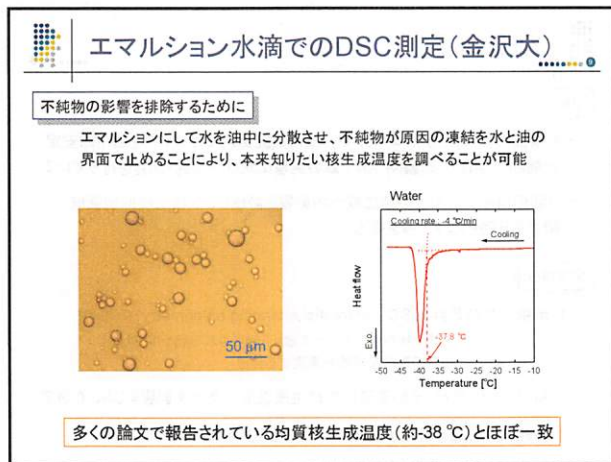 エマルション水滴でのDSC測定(金沢大)
9
不純物の影響を排除するために
エマルションにして水を油中に分散させ、不純物が原因の凍結を水と油の
界面で止めることにより、本来知りたい核生成温度を調べることが可能
50 μm
Water
Cooling rate : -4 ℃/min
Cooling
Heat flow
Exo.
-37.8 ℃
-50 -45 -40 -35 -30 -25 -20 -15 -10
Temperature [℃]
多くの論文で報告されている均質核生成温度(約-38 ℃)とほぼ一致